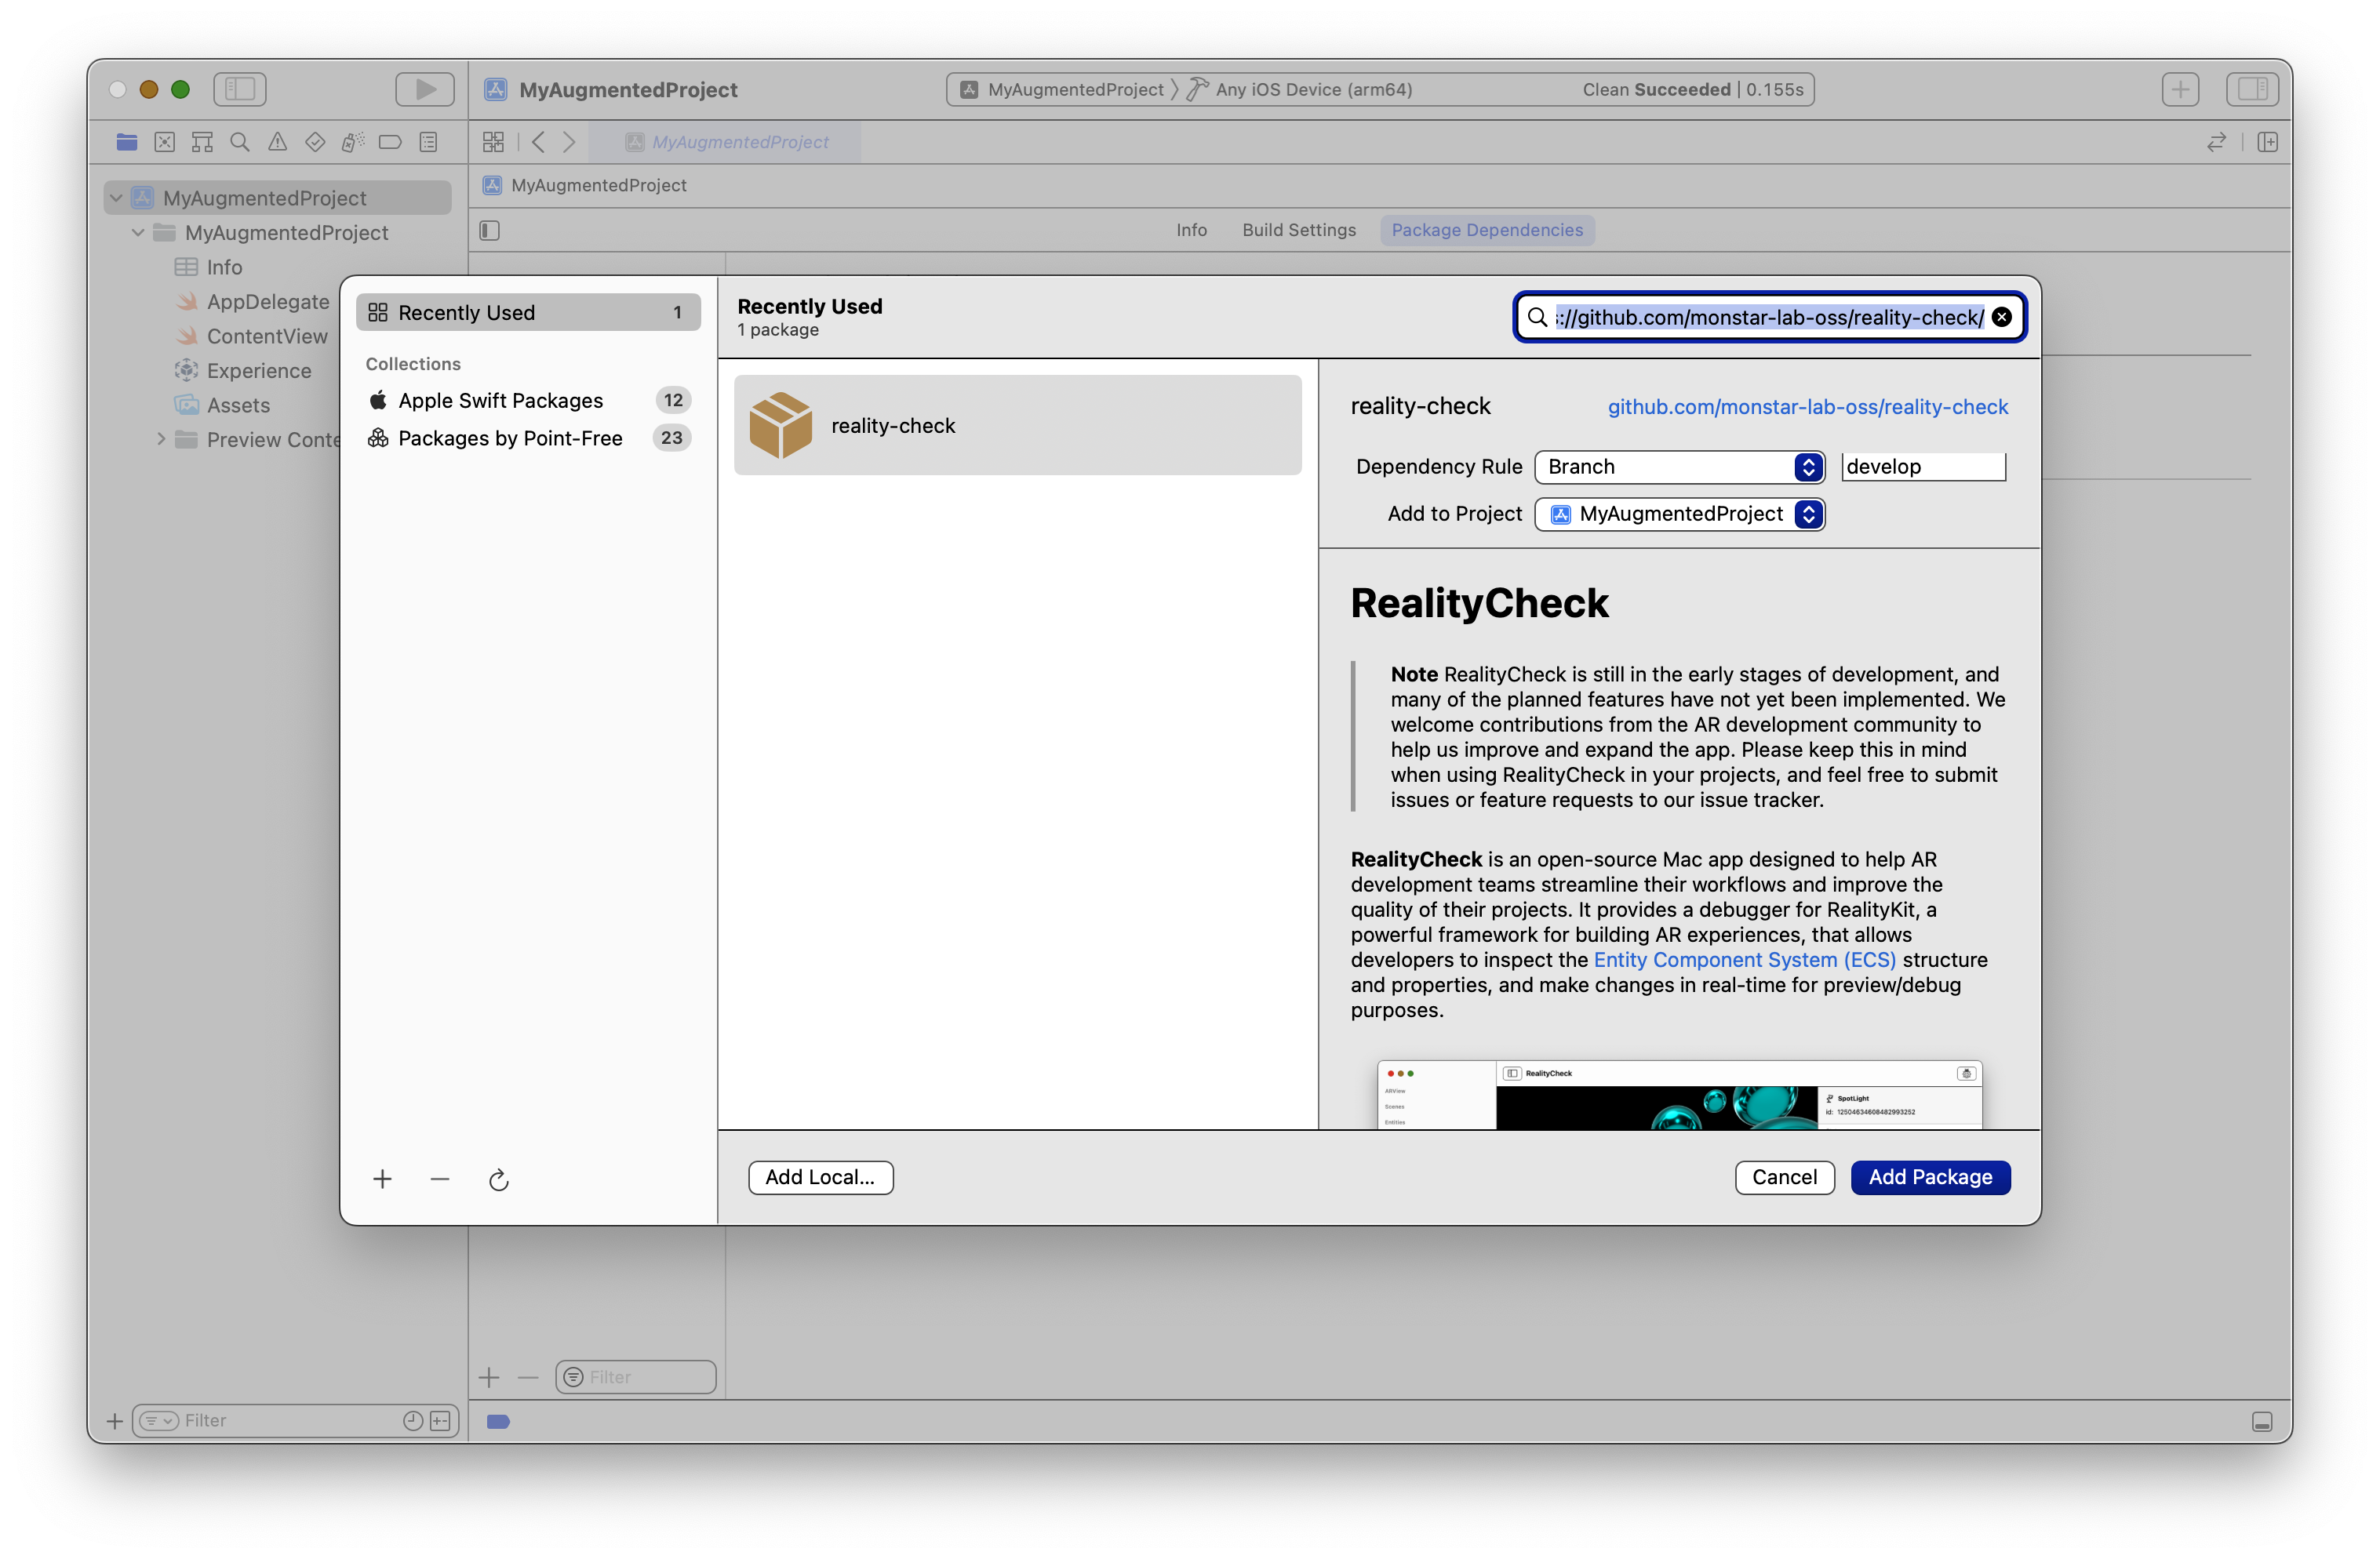 MyAugmentedProject
MyAugmentedProject
Any iOS Device (arm64)
Clean Succeeded | 0.155s
MyAugmentedProject
MyAugmentedProject
MyAugmentedProject
MyAugmentedProject
Info
AppDelegate
ContentView
Experience
Assets
Preview Conte
Info
Build Settings
Package Dependencies
Recently Used
1
Collections
Apple Swift Packages
12
Packages by Point-Free
23
Recently Used
1 package
s://github.com/monstar-lab-oss/reality-check/
reality-check
reality-check
github.com/monstar-lab-oss/reality-check
Dependency Rule
Branch
develop
Add to Project
MyAugmentedProject
RealityCheck
Note RealityCheck is still in the early stages of development, and
many of the planned features have not yet been implemented. We
welcome contributions from the AR development community to
help us improve and expand the app. Please keep this in mind
when using RealityCheck in your projects, and feel free to submit
issues or feature requests to our issue tracker.
RealityCheck is an open-source Mac app designed to help AR
development teams streamline their workflows and improve the
quality of their projects. It provides a debugger for RealityKit, a
powerful framework for building AR experiences, that allows
developers to inspect the Entity Component System (ECS) structure
and properties, and make changes in real-time for preview/debug
purposes.
RealityCheck
ARView
Scenes
Entities
SpotLight
id: 12504634608482993252
Add Local...
Cancel
Add Package
Filter
Filter